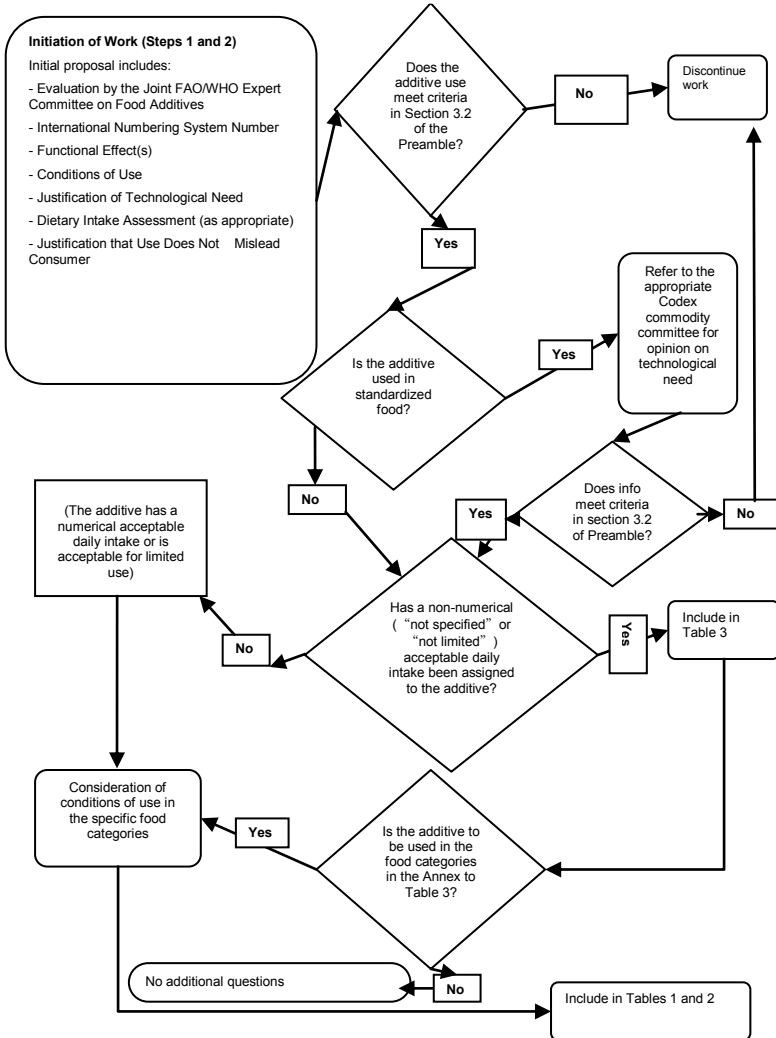 Initiation of Work (Steps 1 and 2)
Initial proposal includes:
- Evaluation by the Joint FAO/WHO Expert
Committee on Food Additives
- International Numbering System Number
- Functional Effect(s)
- Conditions of Use
- Justification of Technological Need
- Dietary Intake Assessment (as appropriate)
- Justification that Use Does Not Mislead
Consumer
Does the
additive use
meet criteria
in Section 3.2
of the
Preamble?
No
Discontinue
work
Yes
Is the additive
used in
standardized
food?
Yes
Refer to the
appropriate
Codex
commodity
committee for
opinion on
technological
need
No
Does info
meet criteria
in section 3.2
of Preamble?
No
Yes
(The additive has a
numerical acceptable
daily intake or is
acceptable for limited
use)
Has a non-numerical
( “not specified” or
“not limited” )
acceptable daily
intake been assigned
to the additive?
No
Yes
Include in
Table 3
Consideration of
conditions of use in
the specific food
categories
Yes
Is the additive to
be used in the
food categories
in the Annex to
Table 3?
No additional questions
No
Include in Tables 1 and 2